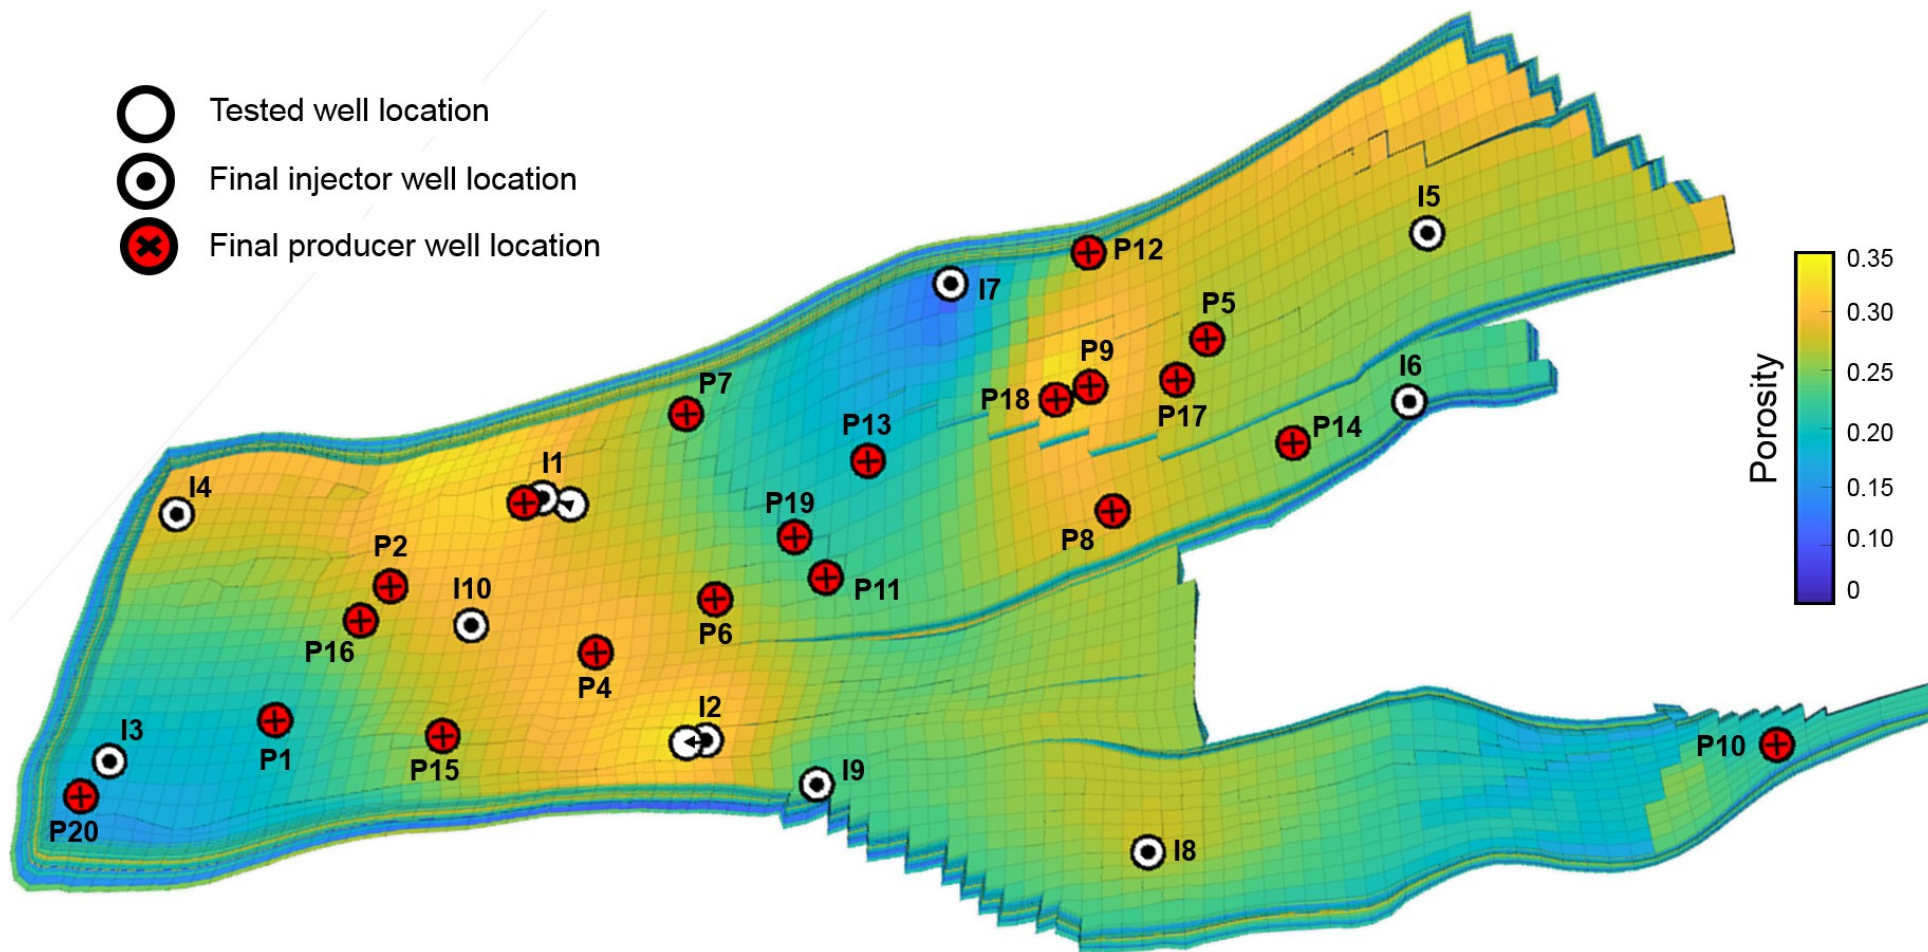 Tested well location
Final injector well location
Final producer well location
I5
P12
I7
0.35
P5
0.30
P9
I6
P7
0.25
P18
P17
P13
P14
0.20
Porosity
I1
I4
0.15
P19
P8
0.10
P2
I10
P11
0
P6
P16
P4
I2
I3
P1
P15
P10
I9
P20
I8